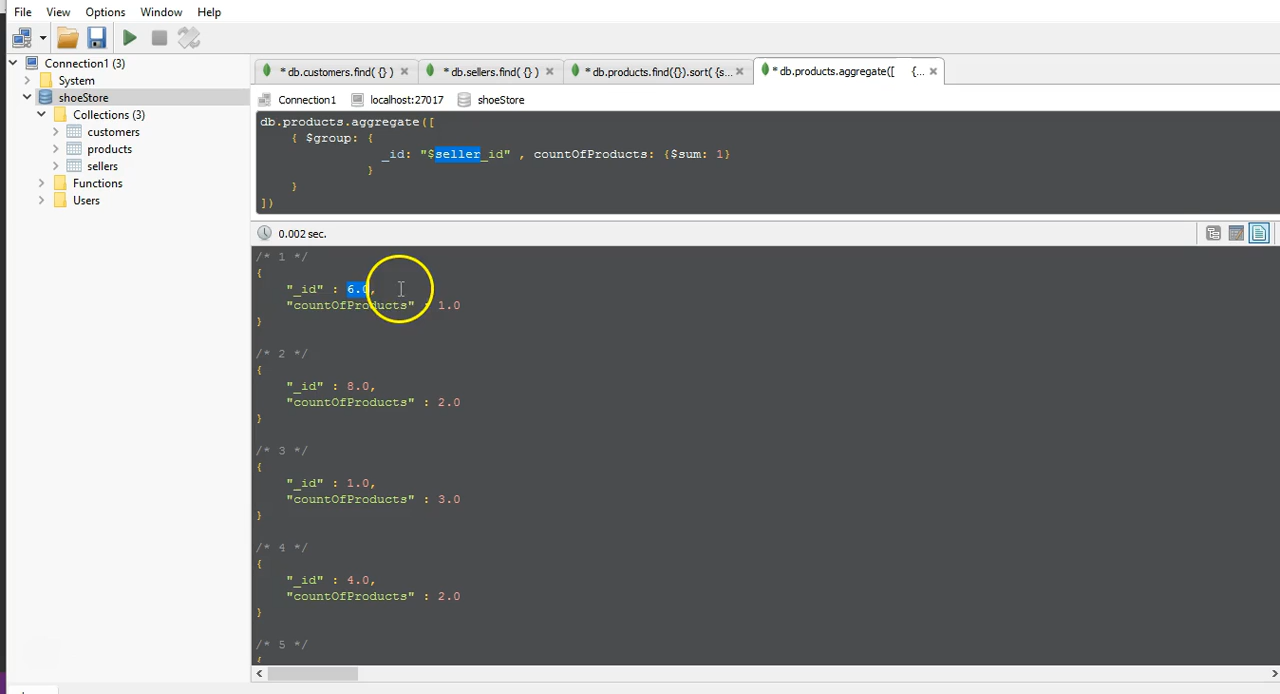 File View Options Window Help
Connection1 (3)
System
shoeStore
Collections (3)
customers
products
sellers
Functions
Users
* db.customers.find( {} ) * db.sellers.find( {} ) * db.products.find({}).sort( {s... * db.products.aggregate([ {...
Connection1 localhost:27017 shoeStore
db.products.aggregate([
{ $group: {
_id: "$seller_id" , countOfProducts: {$sum: 1}
}
}
])
0.002 sec.
/* 1 */
{
"_id" : 6.0,
"countOfProducts" : 1.0
}
/* 2 */
{
"_id" : 8.0,
"countOfProducts" : 2.0
}
/* 3 */
{
"_id" : 1.0,
"countOfProducts" : 3.0
}
/* 4 */
{
"_id" : 4.0,
"countOfProducts" : 2.0
}
/* 5 */
{